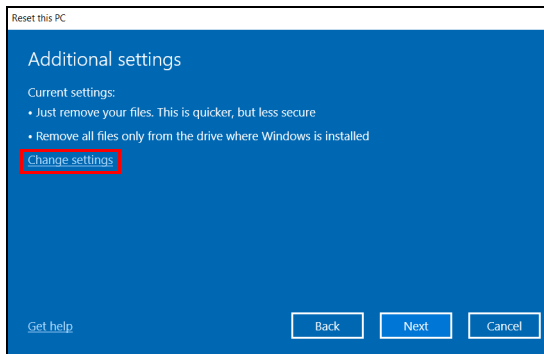 Reset this PC
Additional settings
Current settings:
• Just remove your files. This is quicker, but less secure
• Remove all files only from the drive where Windows is installed
Change settings
Get help
Back
Next
Cancel